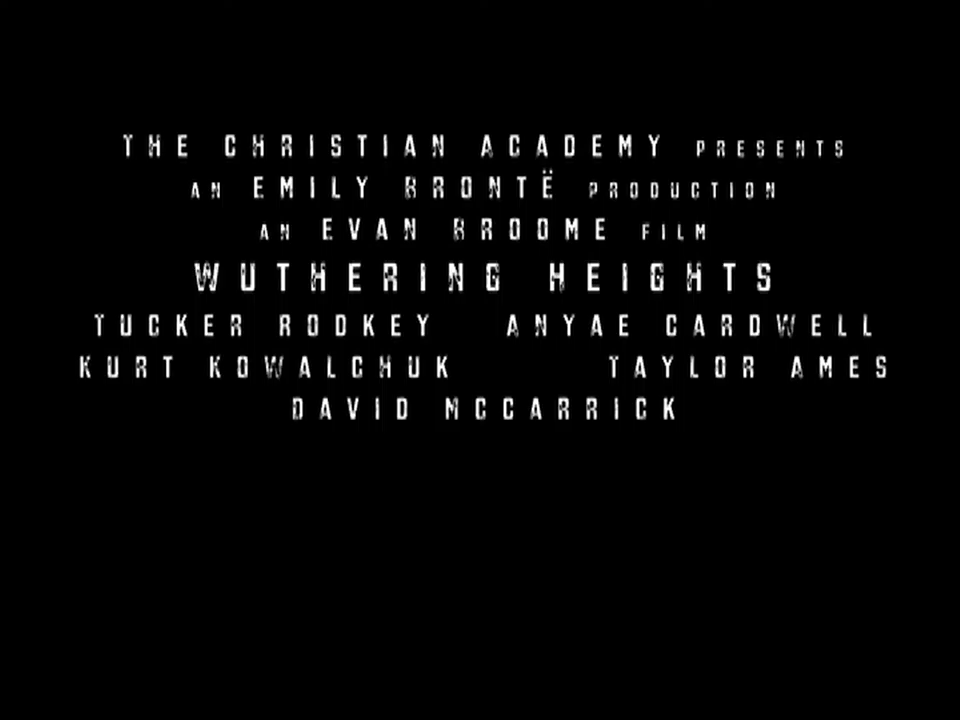 THE CHRISTIAN ACADEMY PRESENTS
AN EMILY BRONTË PRODUCTION
AN EVAN BROOME FILM
WUTHERING HEIGHTS
TUCKER RODKEY ANYAE CARDWELL
KURT KOWALCHUK TAYLOR AMES
DAVID MCCARRICK